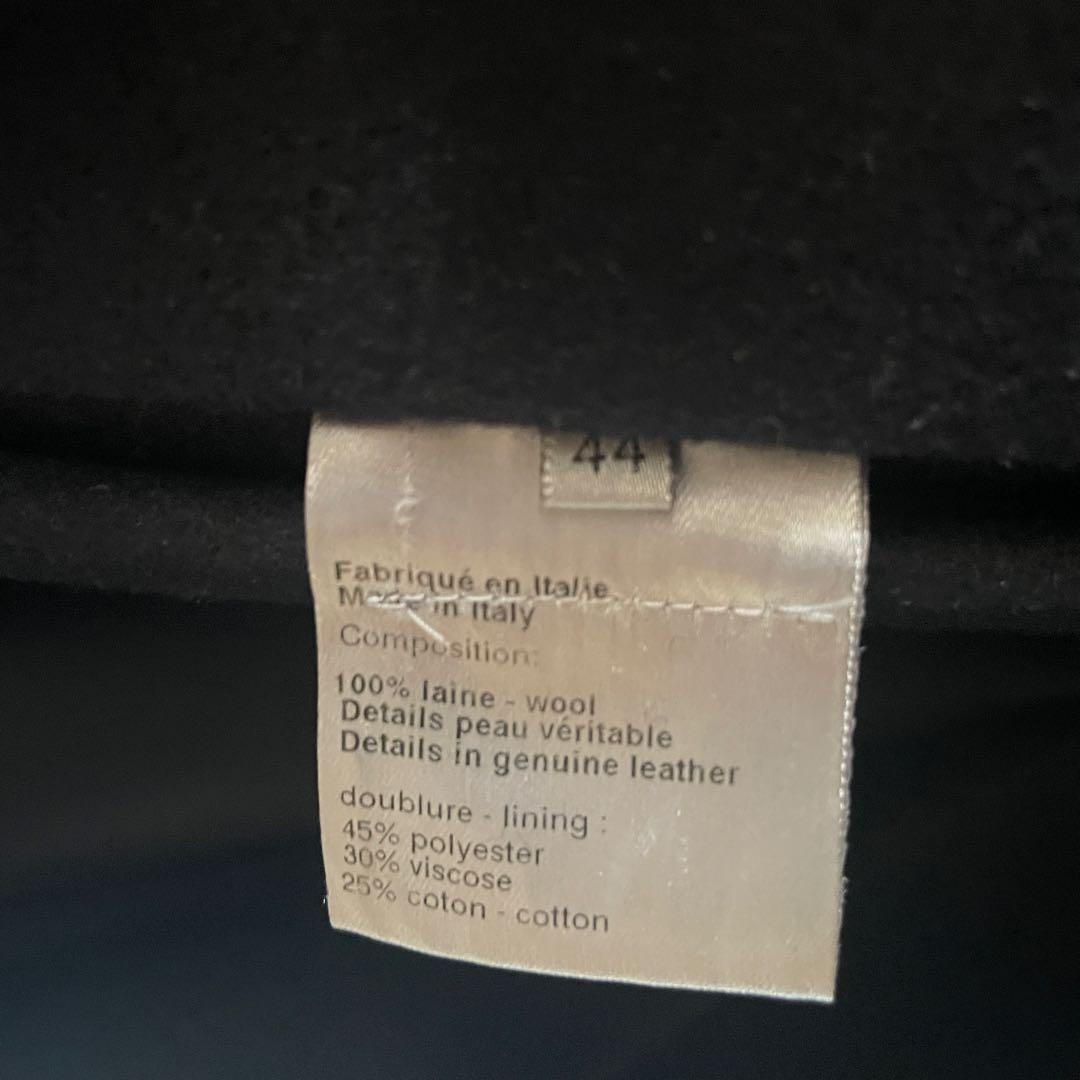 44
Fabriqué en Italie
Made in Italy
Composition:
100% laine - wool
Details peau véritable
Details in genuine leather
doublure - lining :
45% polyester
30% viscose
25% coton - cotton